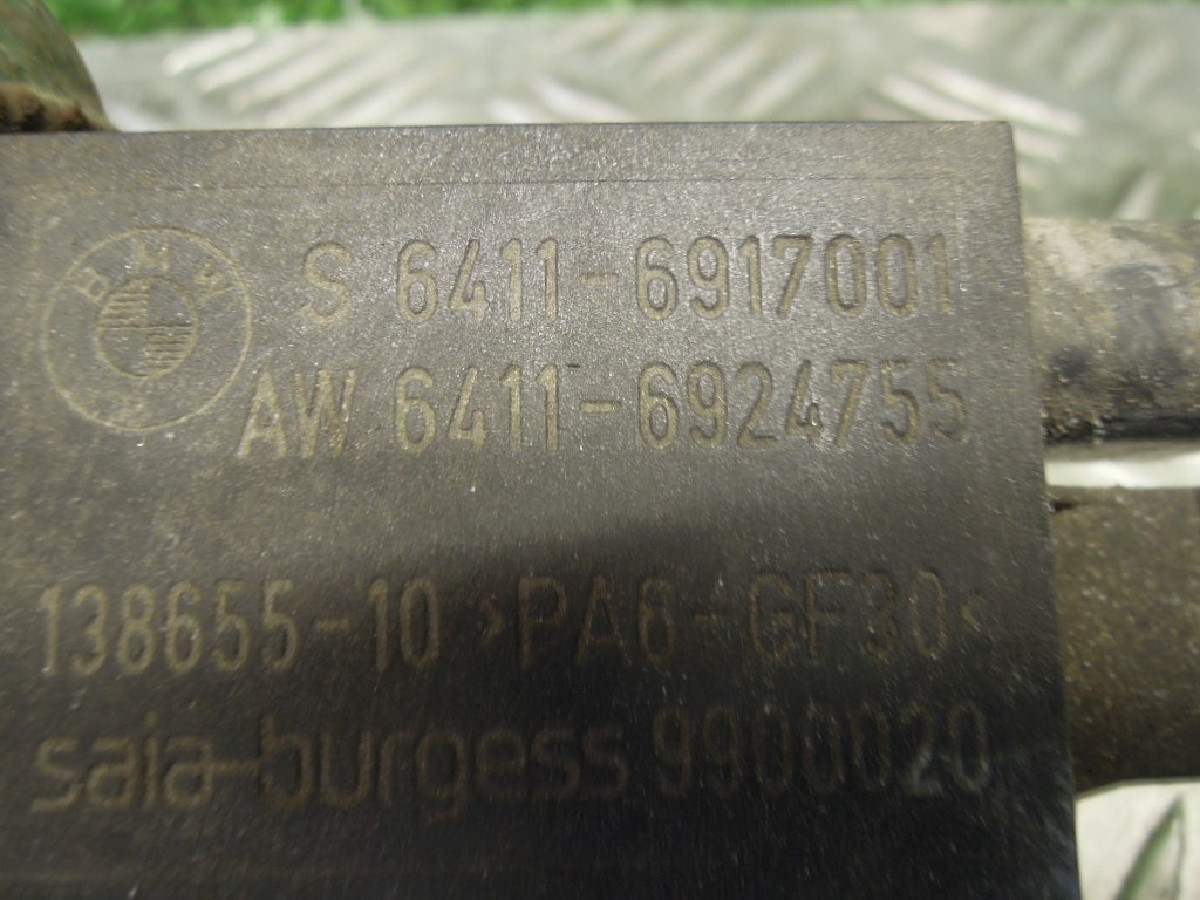 BMW
S 6411-6917001
AW 6411-6924755
138655-10 >PA6-GF30<
saia-burgess 9900020